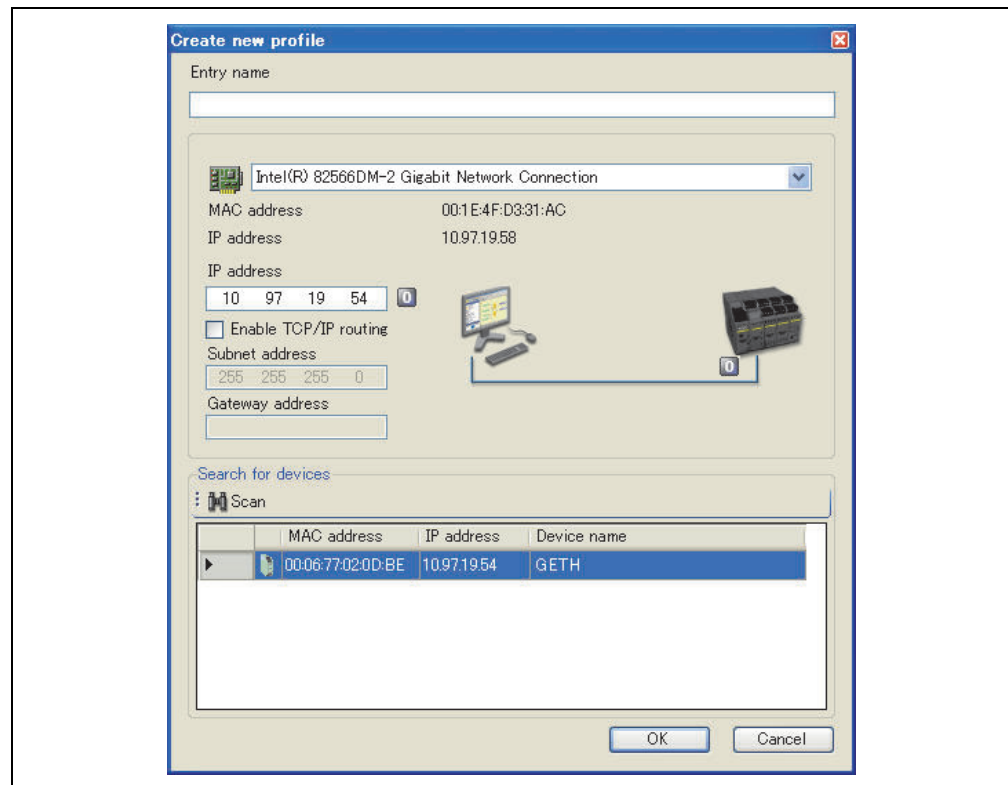 Create new profile
Entry name
Intel(R) 82566DM-2 Gigabit Network Connection
MAC address 00:1E:4F:D3:31:AC
IP address 10.97.19.58
IP address
10 97 19 54 0
Enable TCP/IP routing
Subnet address
255 255 255 0
0
Gateway address
Search for devices
Scan
MAC address IP address Device name
00:06:77:02:0D:BE 10.97.19.54 GETH
OK Cancel